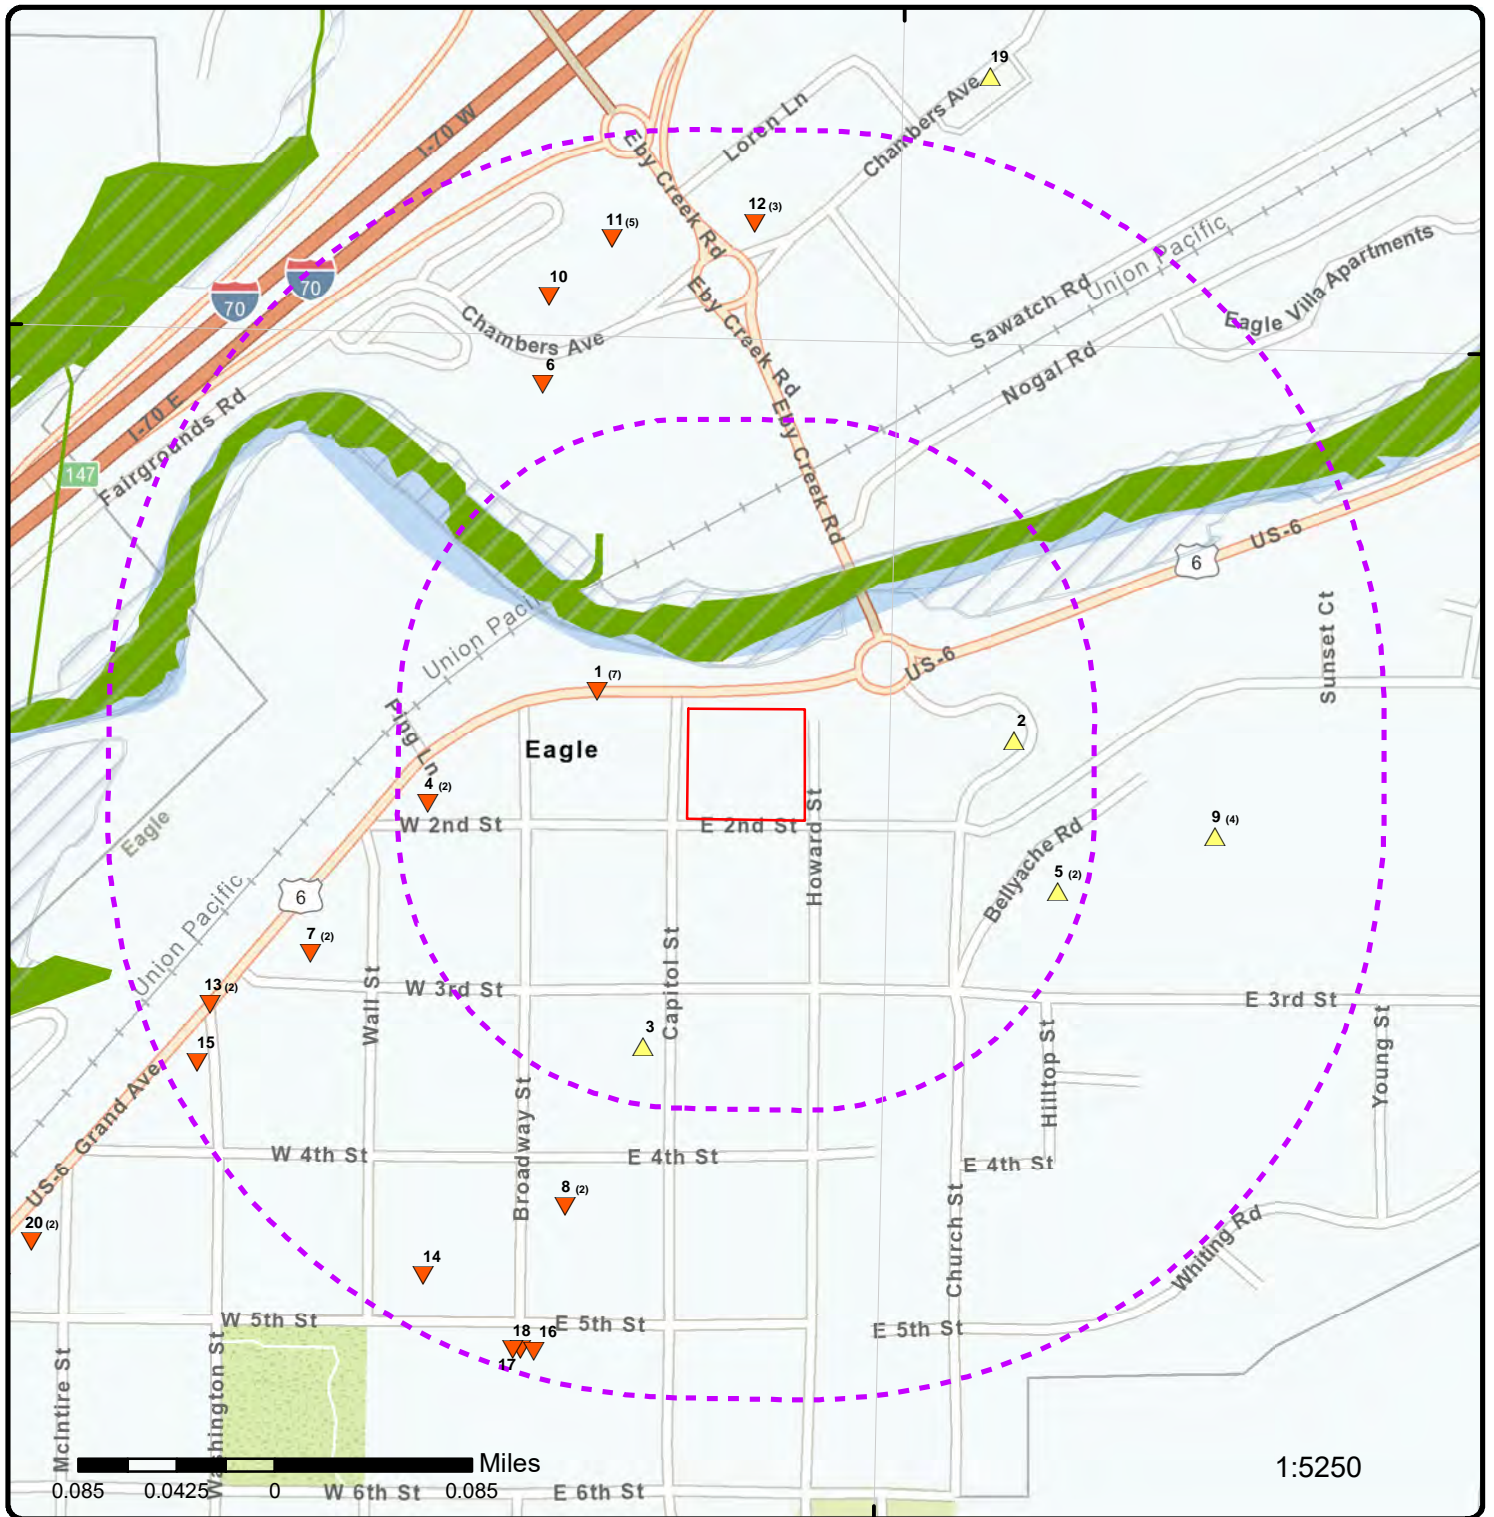 19
I-70 W
Loren Ln
Chambers Ave
Eby Creek Rd
12 (3)
11 (5)
Union Pacific
Eagle Villa Apartments
70
70
10
Eby Creek Rd
Sawatch Rd
Chambers Ave
Nogal Rd
6
I-70 E
Fairgrounds Rd
147
Eby Creek Rd
US-6
6
Union Paci
Sunset Ct
US-6
1 (7)
Ping Ln
2
Eagle
4 (2)
W 2nd St
E 2nd St
Howard St
9 (4)
Eagle
Bellyache Rd
5 (2)
6
Union Pacific
7 (2)
13 (2)
Wall St
W 3rd St
Capitol St
E 3rd St
3
15
Hilltop St
Young St
US-6 Grand Ave
Broadway St
W 4th St
E 4th St
E 4th St
8 (2)
20 (2)
Church St
Whiting Rd
14
W 5th St
E 5th St
E 5th St
18
16
17
McIntire St
Washington St
Miles
1:5250
0.085
0.0425
0
0.085
W 6th St
E 6th St